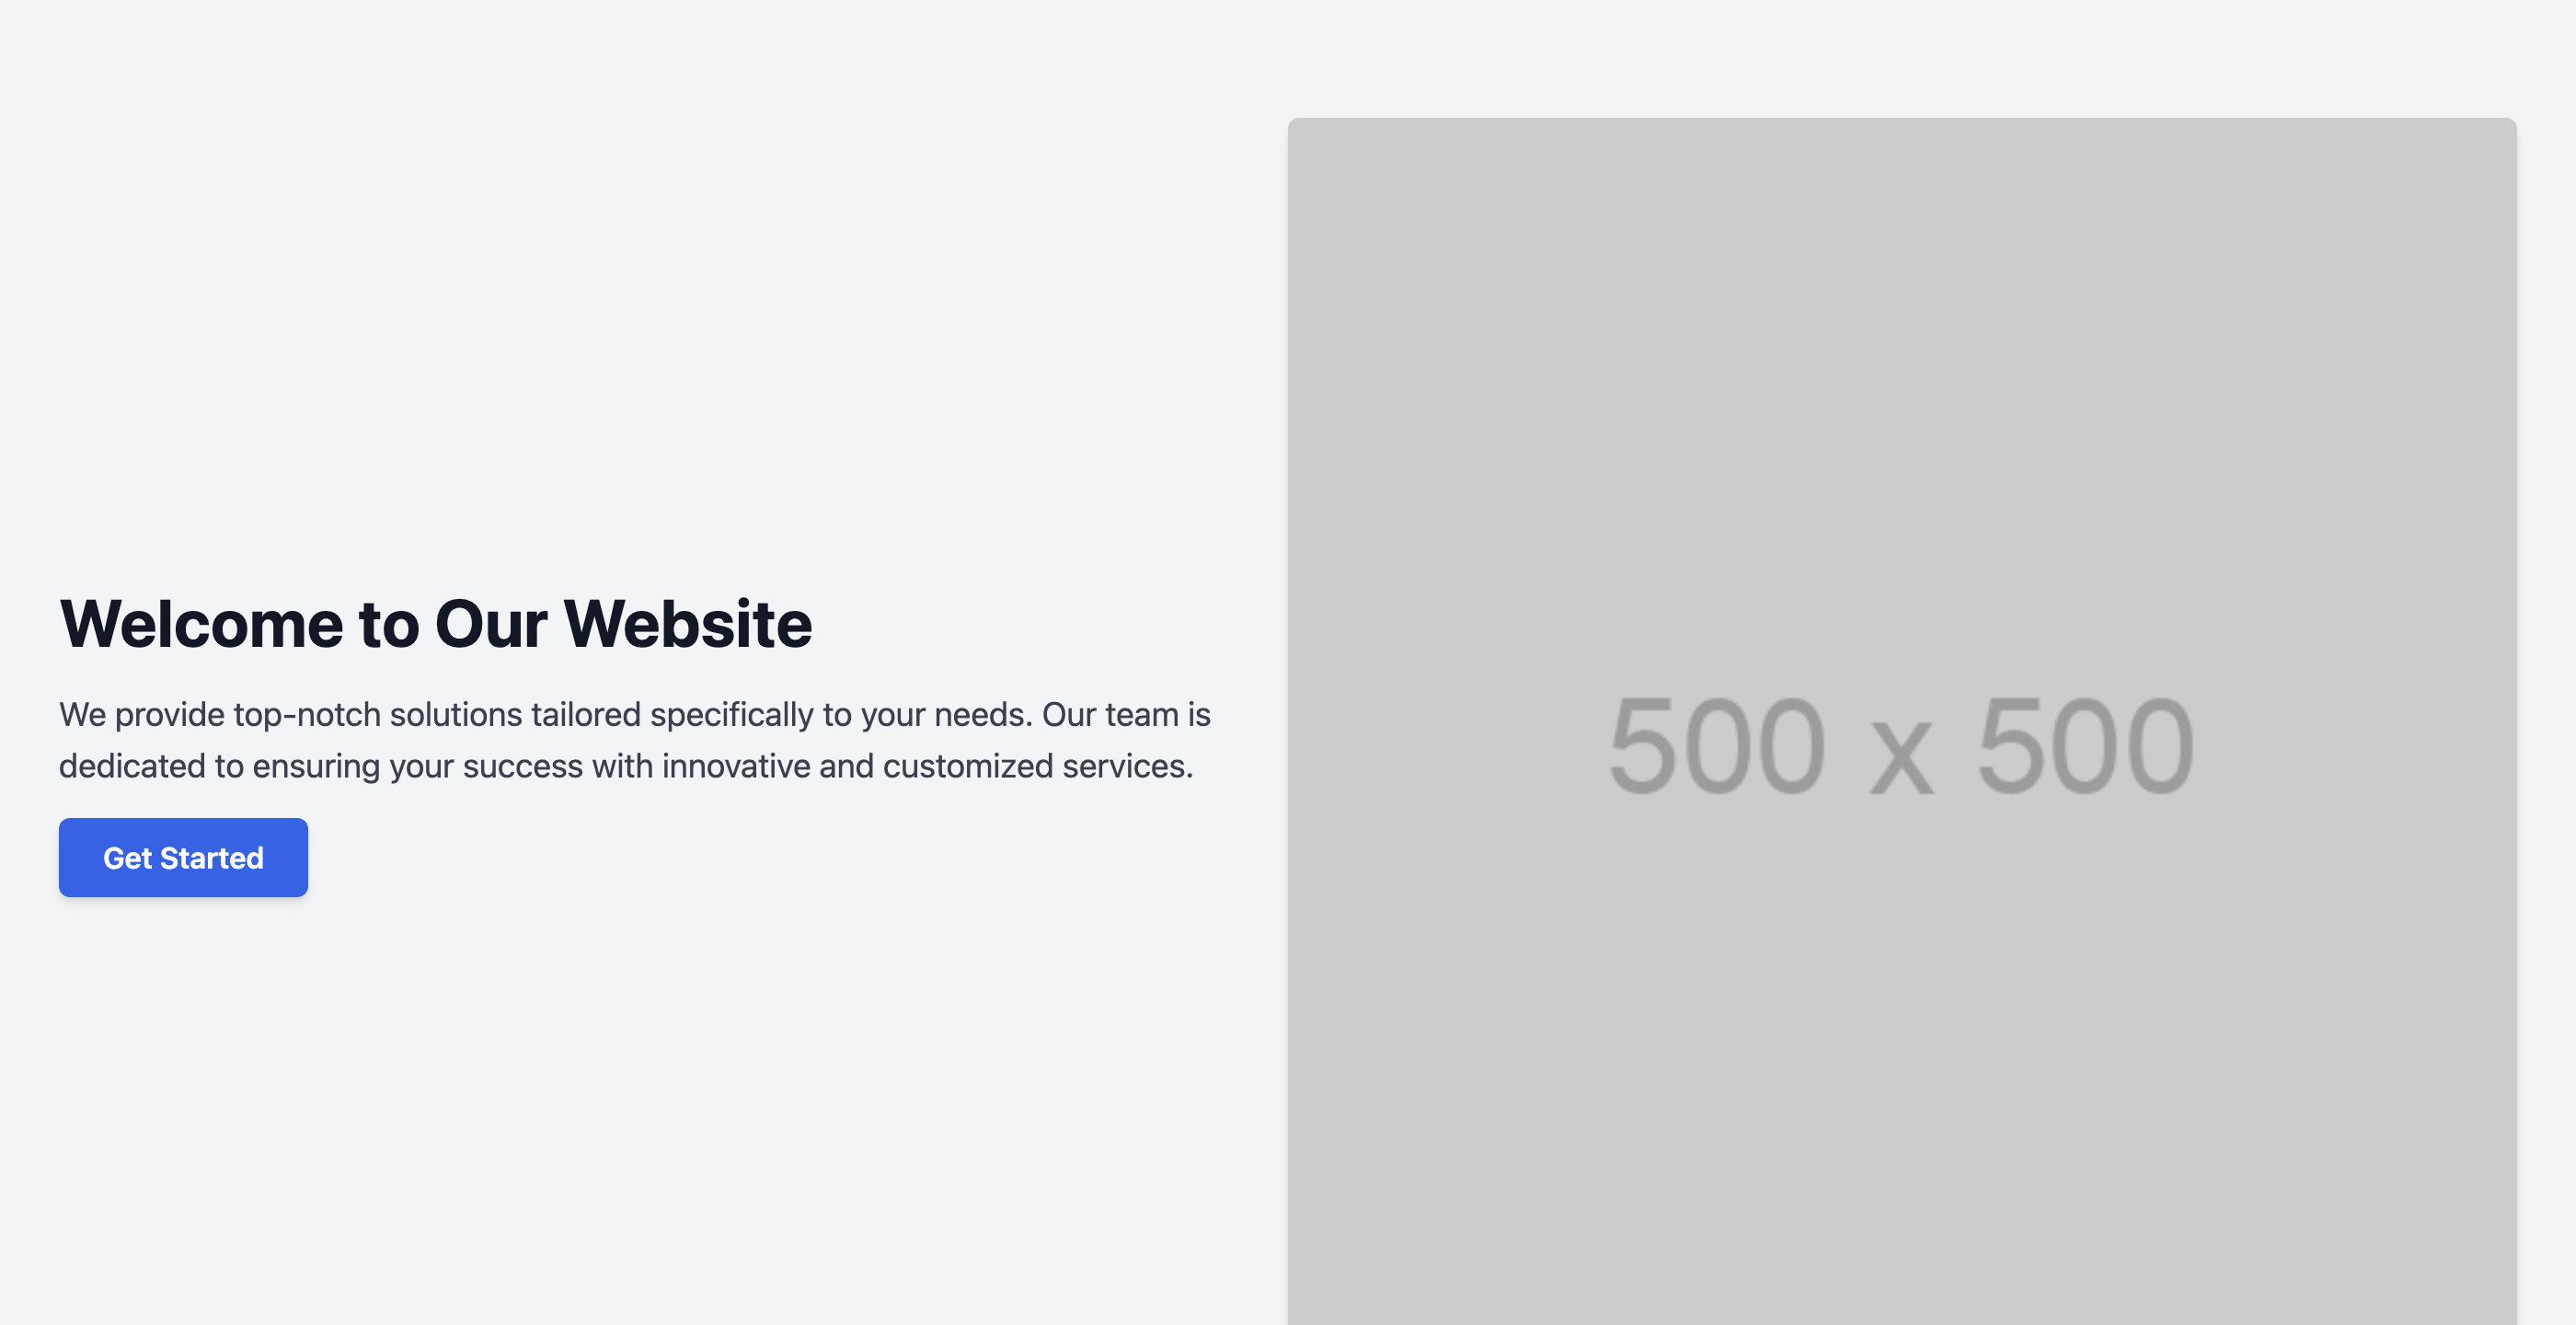 Welcome to Our Website
We provide top-notch solutions tailored specifically to your needs. Our team is
dedicated to ensuring your success with innovative and customized services.
Get Started
500 x 500